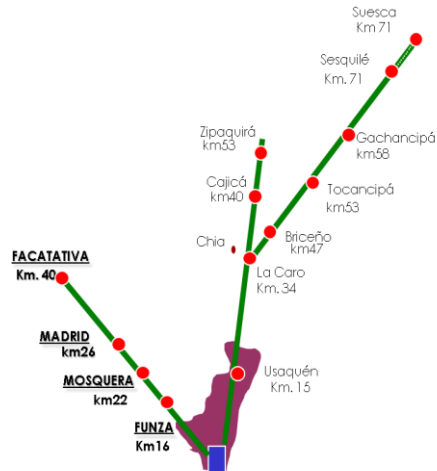 Suesca
Km 71
Sesquilé
Km. 71
Gachancipá
km58
Zipaquirá
km53
Cajicá
km40
Tocancipá
km53
Briceño
km47
Chia
La Caro
Km. 34
FACATATIVA
Km. 40
MADRID
km26
MOSQUERA
km22
FUNZA
Km16
Usaquén
Km. 15